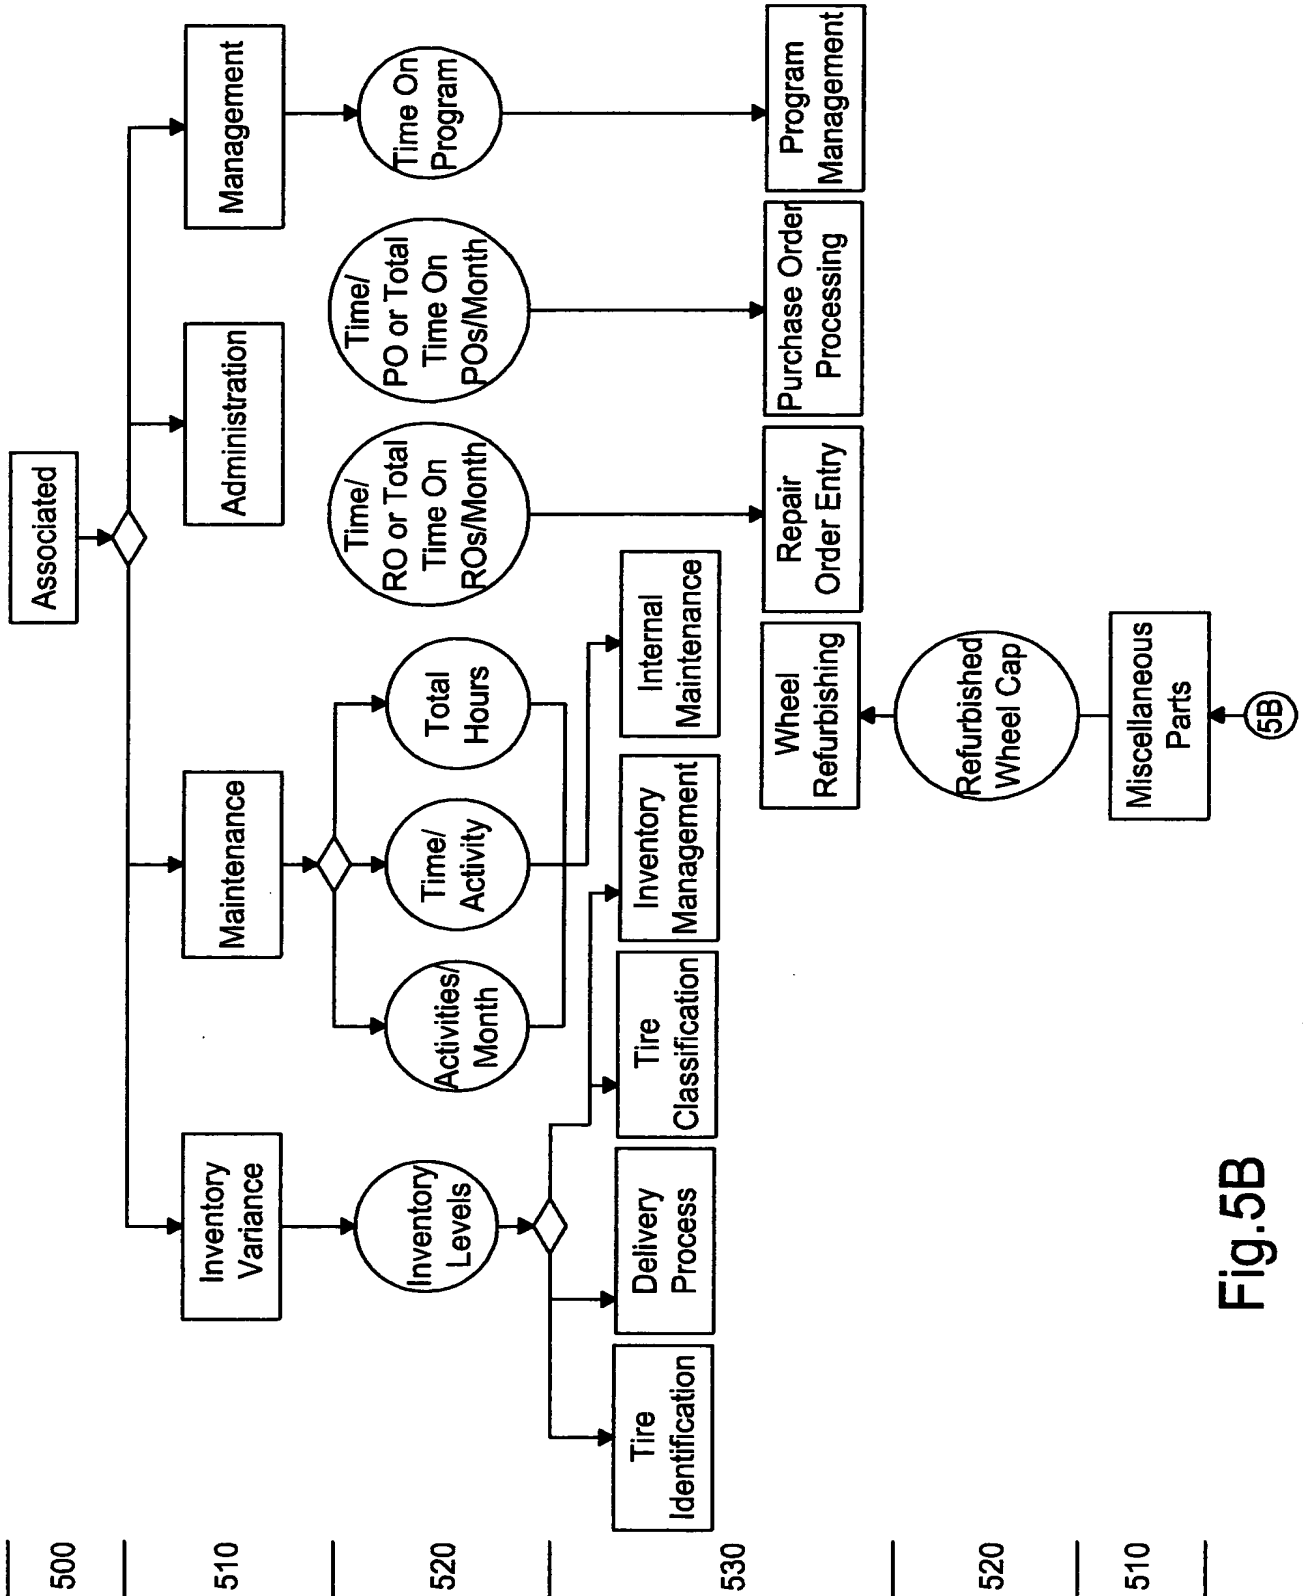 500
Associated
510
Inventory
Variance
Maintenance
Administration
Management
520
Inventory
Levels
Activities/
Month
Time/
Activity
Total
Hours
Time/
RO or Total
Time On
ROs/Month
Time/
PO or Total
Time On
POs/Month
Time On
Program
530
Tire
Identification
Delivery
Process
Tire
Classification
Inventory
Management
Internal
Maintenance
Wheel
Refurbishing
Repair
Order Entry
Purchase Order
Processing
Program
Management
520
Refurbished
Wheel Cap
510
Miscellaneous
Parts
5B
Fig.5B